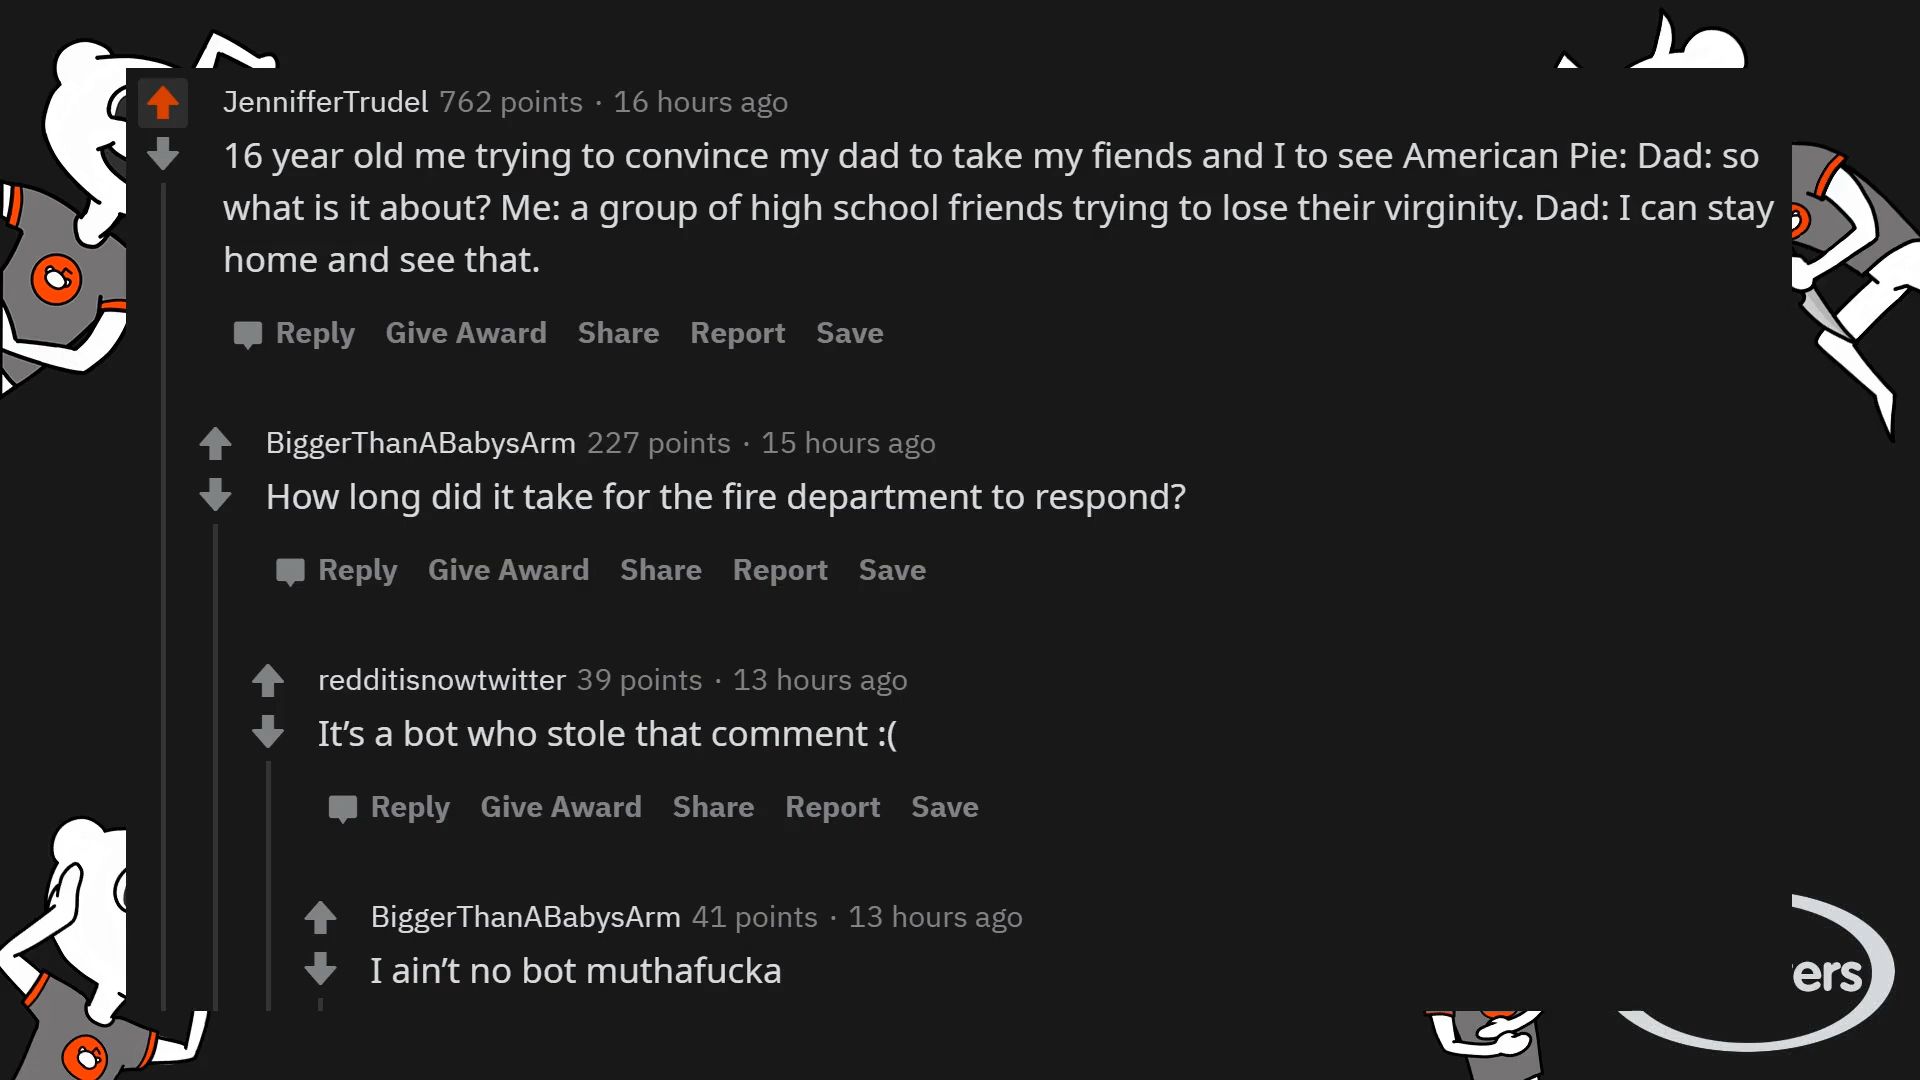 JennifferTrudel 762 points · 16 hours ago
16 year old me trying to convince my dad to take my fiends and I to see American Pie: Dad: so
what is it about? Me: a group of high school friends trying to lose their virginity. Dad: I can stay
home and see that.
Reply Give Award Share Report Save
BiggerThanABabysArm 227 points · 15 hours ago
How long did it take for the fire department to respond?
Reply Give Award Share Report Save
redditisnowtwitter 39 points · 13 hours ago
It’s a bot who stole that comment :(
Reply Give Award Share Report Save
BiggerThanABabysArm 41 points · 13 hours ago
I ain’t no bot muthafucka
ers